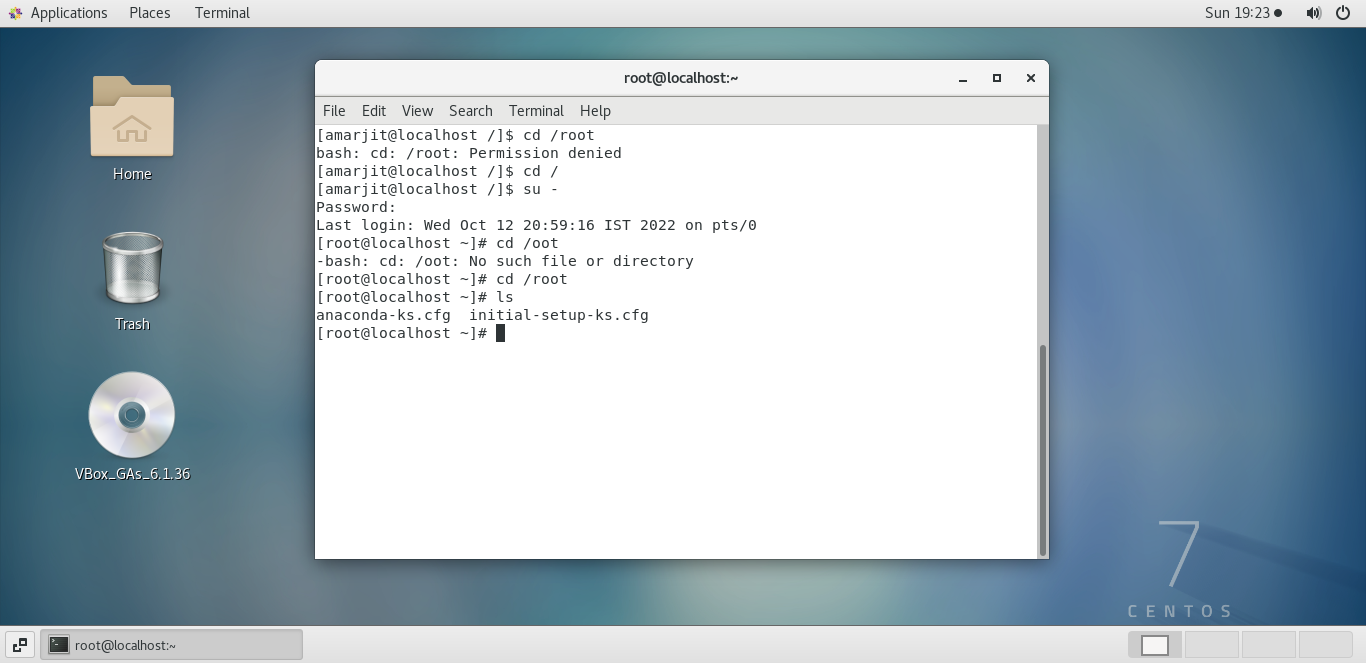 Applications Places Terminal Sun 19:23
root@localhost:~
File Edit View Search Terminal Help
[amarjit@localhost /]$ cd /root
bash: cd: /root: Permission denied
[amarjit@localhost /]$ cd /
[amarjit@localhost /]$ su -
Password:
Last login: Wed Oct 12 20:59:16 IST 2022 on pts/0
[root@localhost ~]# cd /oot
-bash: cd: /oot: No such file or directory
[root@localhost ~]# cd /root
[root@localhost ~]# ls
anaconda-ks.cfg  initial-setup-ks.cfg
[root@localhost ~]#
Home
Trash
VBox_GAs_6.1.36
7
CENTOS
root@localhost:~